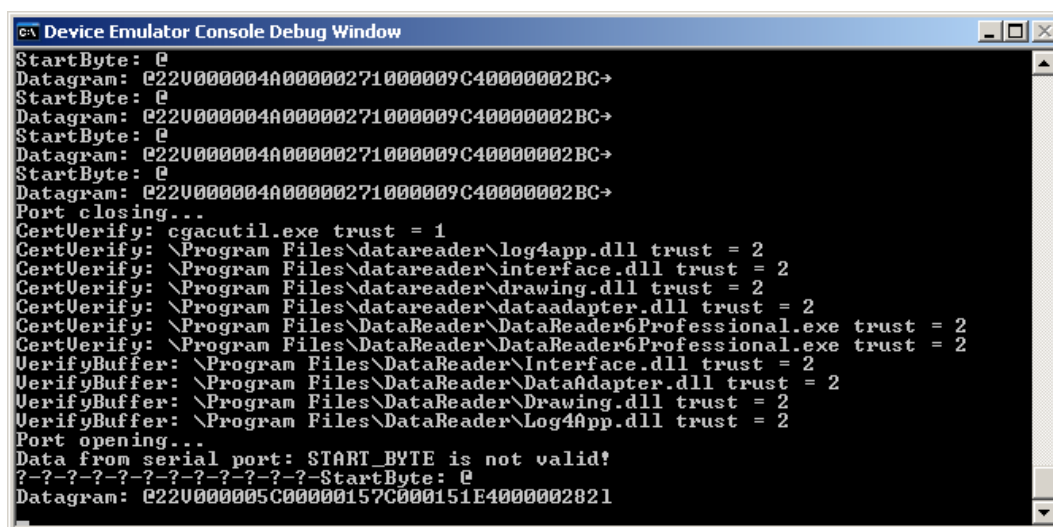 Device Emulator Console Debug Window
StartByte: @
Datagram: @22V000004A00000271000009C40000002BC→
StartByte: @
Datagram: @22V000004A00000271000009C40000002BC→
StartByte: @
Datagram: @22V000004A00000271000009C40000002BC→
StartByte: @
Datagram: @22V000004A00000271000009C40000002BC→
Port closing...
CertVerify: cgacutil.exe trust = 1
CertVerify: \Program Files\datareader\log4app.dll trust = 2
CertVerify: \Program Files\datareader\interface.dll trust = 2
CertVerify: \Program Files\datareader\drawing.dll trust = 2
CertVerify: \Program Files\datareader\dataadapter.dll trust = 2
CertVerify: \Program Files\DataReader\DataReader6Professional.exe trust = 2
CertVerify: \Program Files\DataReader\DataReader6Professional.exe trust = 2
VerifyBuffer: \Program Files\DataReader\Interface.dll trust = 2
VerifyBuffer: \Program Files\DataReader\DataAdapter.dll trust = 2
VerifyBuffer: \Program Files\DataReader\Drawing.dll trust = 2
VerifyBuffer: \Program Files\DataReader\Log4App.dll trust = 2
Port opening...
Data from serial port: START_BYTE is not valid!
?-?-?-?-?-?-?-?-?-?-?-?-StartByte: @
Datagram: @22V000005C00000157C000151E4000000282l